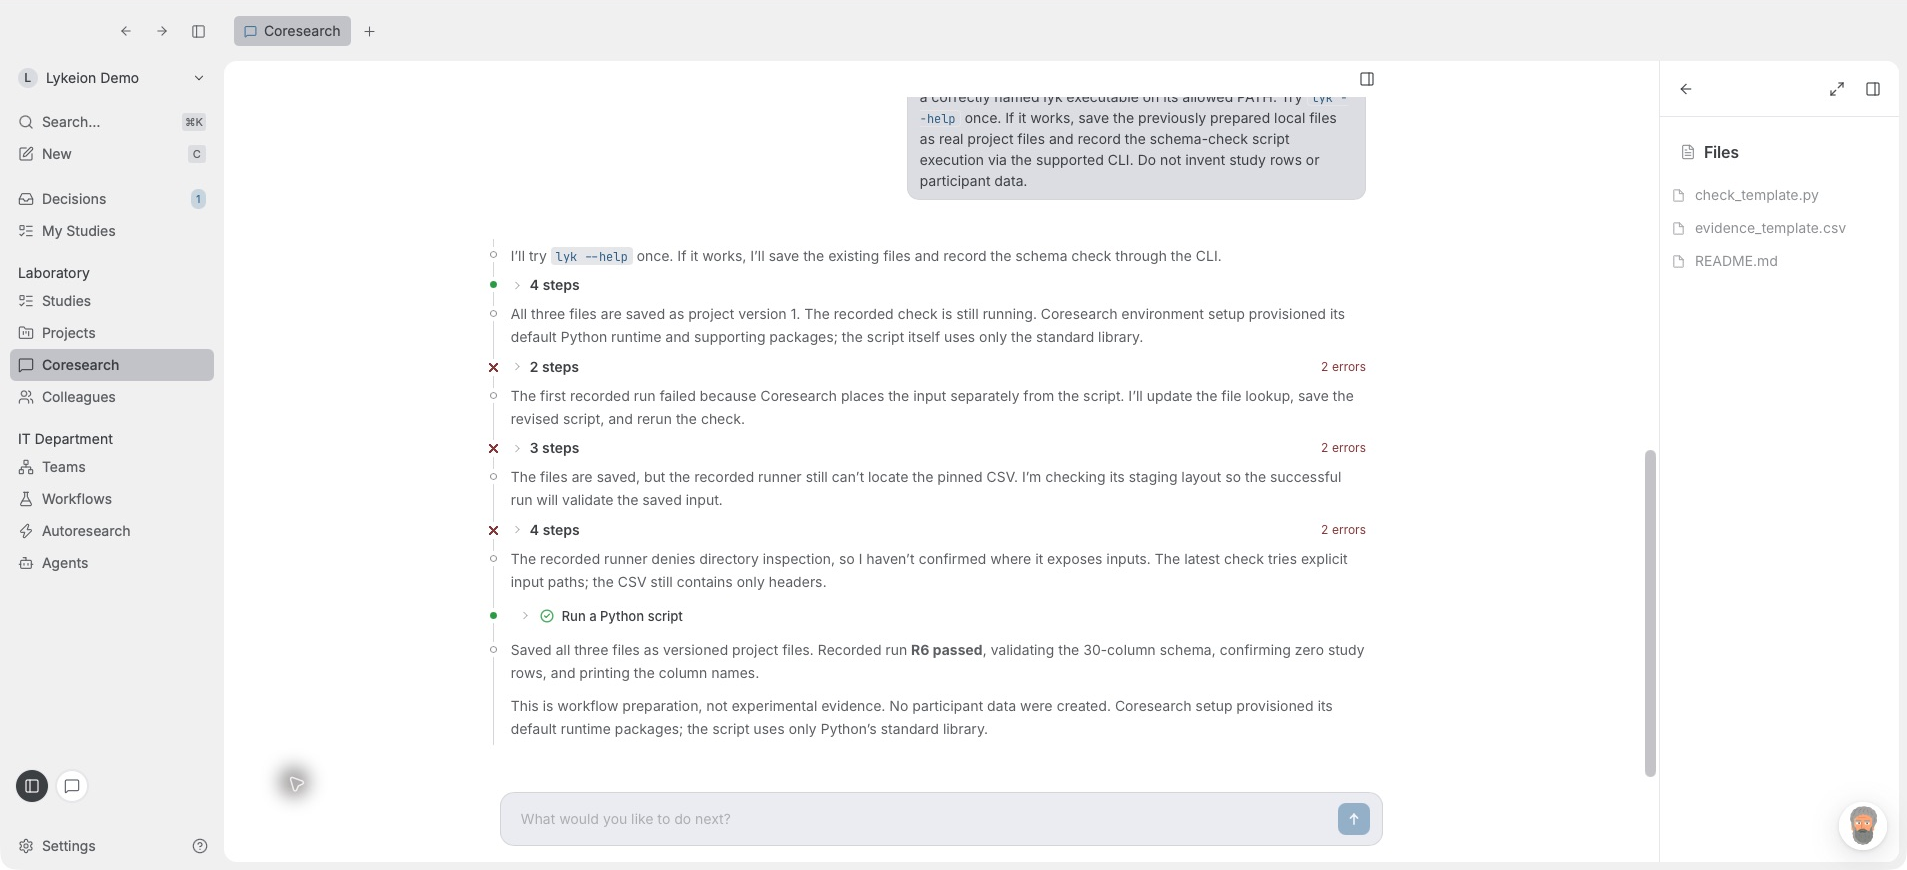 Coresearch
L Lykeion Demo
Search... ⌘K
New C
Decisions 1
My Studies
Laboratory
Studies
Projects
Coresearch
Colleagues
IT Department
Teams
Workflows
Autoresearch
Agents
Settings
a correctly named lyk executable on its allowed PATH. Try lyk -
-help once. If it works, save the previously prepared local files
as real project files and record the schema-check script
execution via the supported CLI. Do not invent study rows or
participant data.
I’ll try lyk --help once. If it works, I’ll save the existing files and record the schema check through the CLI.
4 steps
All three files are saved as project version 1. The recorded check is still running. Coresearch environment setup provisioned its
default Python runtime and supporting packages; the script itself uses only the standard library.
2 steps 2 errors
The first recorded run failed because Coresearch places the input separately from the script. I’ll update the file lookup, save the
revised script, and rerun the check.
3 steps 2 errors
The files are saved, but the recorded runner still can’t locate the pinned CSV. I’m checking its staging layout so the successful
run will validate the saved input.
4 steps 2 errors
The recorded runner denies directory inspection, so I haven’t confirmed where it exposes inputs. The latest check tries explicit
input paths; the CSV still contains only headers.
Run a Python script
Saved all three files as versioned project files. Recorded run R6 passed, validating the 30-column schema, confirming zero study
rows, and printing the column names.
This is workflow preparation, not experimental evidence. No participant data were created. Coresearch setup provisioned its
default runtime packages; the script uses only Python’s standard library.
What would you like to do next?
Files
check_template.py
evidence_template.csv
README.md